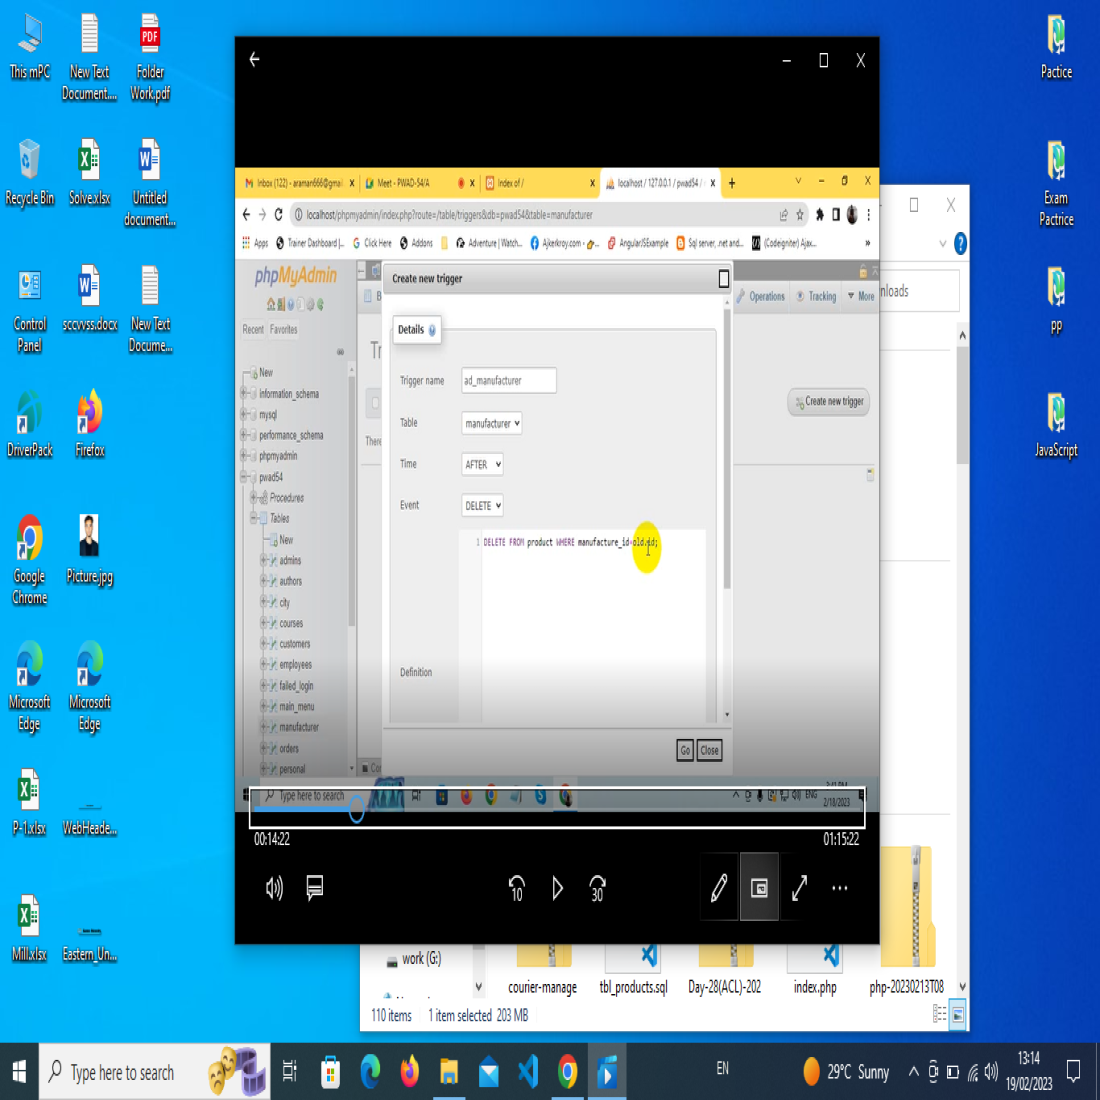 This mPC
New Text
Document....
Folder
Work.pdf
PDF
Recycle Bin
Solve.xlsx
Untitled
document...
Control
Panel
sccvvss.docx
New Text
Docume...
DriverPack
Firefox
Google
Chrome
Picture.jpg
Microsoft
Edge
Microsoft
Edge
P-1.xlsx
WebHeade...
Mill.xlsx
Eastern_Un...
Pactice
Exam
Pactrice
pp
JavaScript
Inbox (122) - araman666@gmai
Meet - PWAD-54/A
Index of /
localhost / 127.0.0.1 / pwad54 /
localhost/phpmyadmin/index.php?route=/table/triggers&db=pwad54&table=manufacturer
Apps
Trainer Dashboard |...
Click Here
Addons
Adventure | Watch...
Ajkerkroy.com -
AngularJSExample
Sql server, .net and...
(Codeigniter) Ajax...
»
phpMyAdmin
Recent
Favorites
New
information_schema
mysql
performance_schema
phpmyadmin
pwad54
Procedures
Tables
New
admins
authors
city
courses
customers
employees
failed_login
main_menu
manufacturer
orders
personal
B
Tr
There
Co
Create new trigger
Details
Trigger name
ad_manufacturer
Table
manufacturer
Time
AFTER
Event
DELETE
1 DELETE FROM product WHERE manufacture_id=old.id;
Definition
Go
Close
Operations
Tracking
More
Create new trigger
nloads
Type here to search
ENG
2/18/2023
00:14:22
01:15:22
10
30
work (G:)
courier-manage
tbl_products.sql
Day-28(ACL)-202
index.php
php-20230213T08
110 items
1 item selected 203 MB
Type here to search
EN
29°C Sunny
13:14
19/02/2023